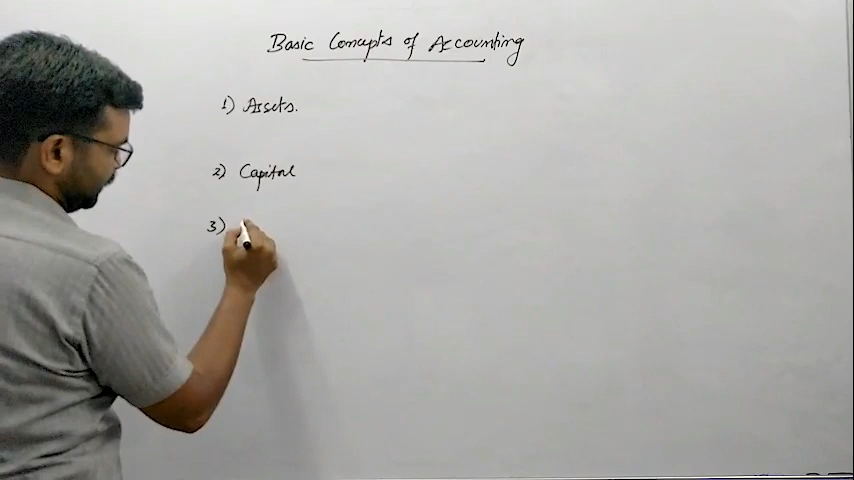 Basic Concepts of Accounting
1) Assets.
2) Capital
3)